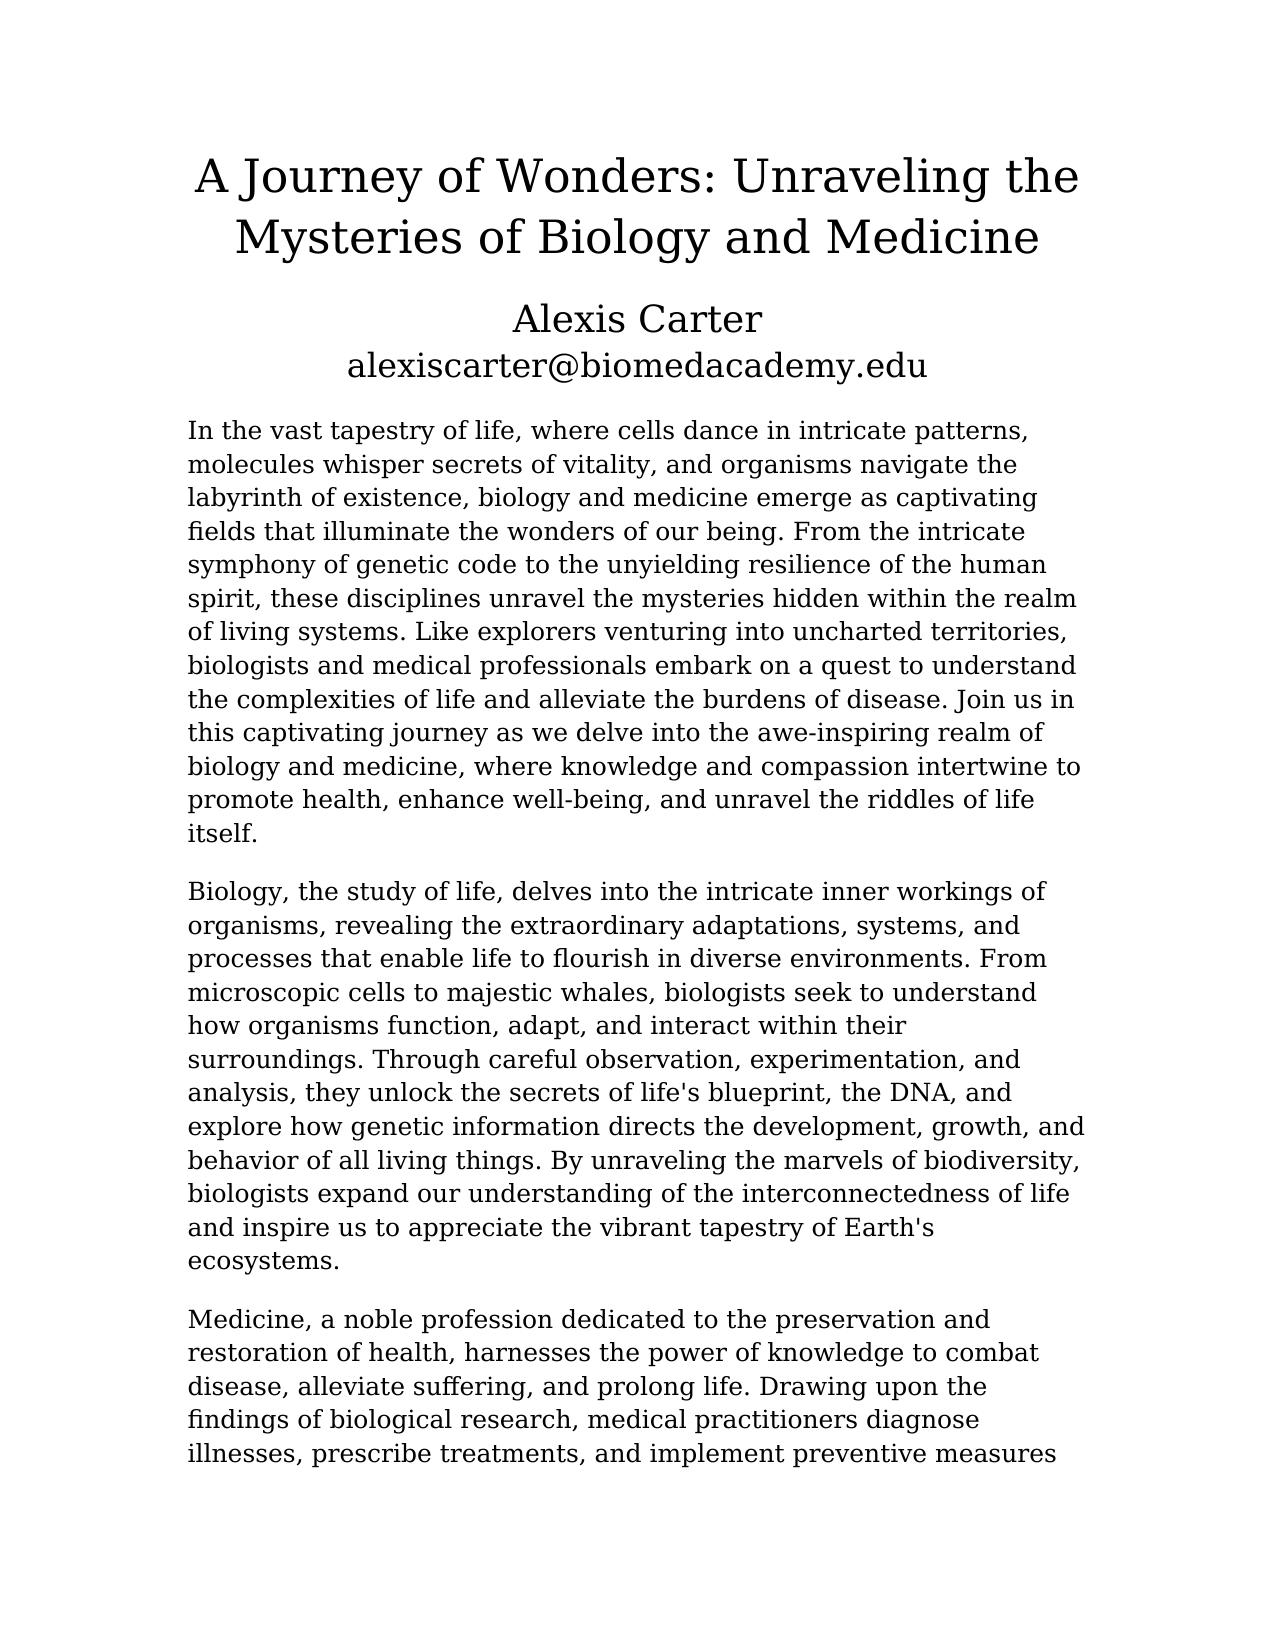 A Journey of Wonders: Unraveling the
Mysteries of Biology and Medicine
Alexis Carter
alexiscarter@biomedacademy.edu
In the vast tapestry of life, where cells dance in intricate patterns,
molecules whisper secrets of vitality, and organisms navigate the
labyrinth of existence, biology and medicine emerge as captivating
fields that illuminate the wonders of our being. From the intricate
symphony of genetic code to the unyielding resilience of the human
spirit, these disciplines unravel the mysteries hidden within the realm
of living systems. Like explorers venturing into uncharted territories,
biologists and medical professionals embark on a quest to understand
the complexities of life and alleviate the burdens of disease. Join us in
this captivating journey as we delve into the awe-inspiring realm of
biology and medicine, where knowledge and compassion intertwine to
promote health, enhance well-being, and unravel the riddles of life
itself.
Biology, the study of life, delves into the intricate inner workings of
organisms, revealing the extraordinary adaptations, systems, and
processes that enable life to flourish in diverse environments. From
microscopic cells to majestic whales, biologists seek to understand
how organisms function, adapt, and interact within their
surroundings. Through careful observation, experimentation, and
analysis, they unlock the secrets of life's blueprint, the DNA, and
explore how genetic information directs the development, growth, and
behavior of all living things. By unraveling the marvels of biodiversity,
biologists expand our understanding of the interconnectedness of life
and inspire us to appreciate the vibrant tapestry of Earth's
ecosystems.
Medicine, a noble profession dedicated to the preservation and
restoration of health, harnesses the power of knowledge to combat
disease, alleviate suffering, and prolong life. Drawing upon the
findings of biological research, medical practitioners diagnose
illnesses, prescribe treatments, and implement preventive measures